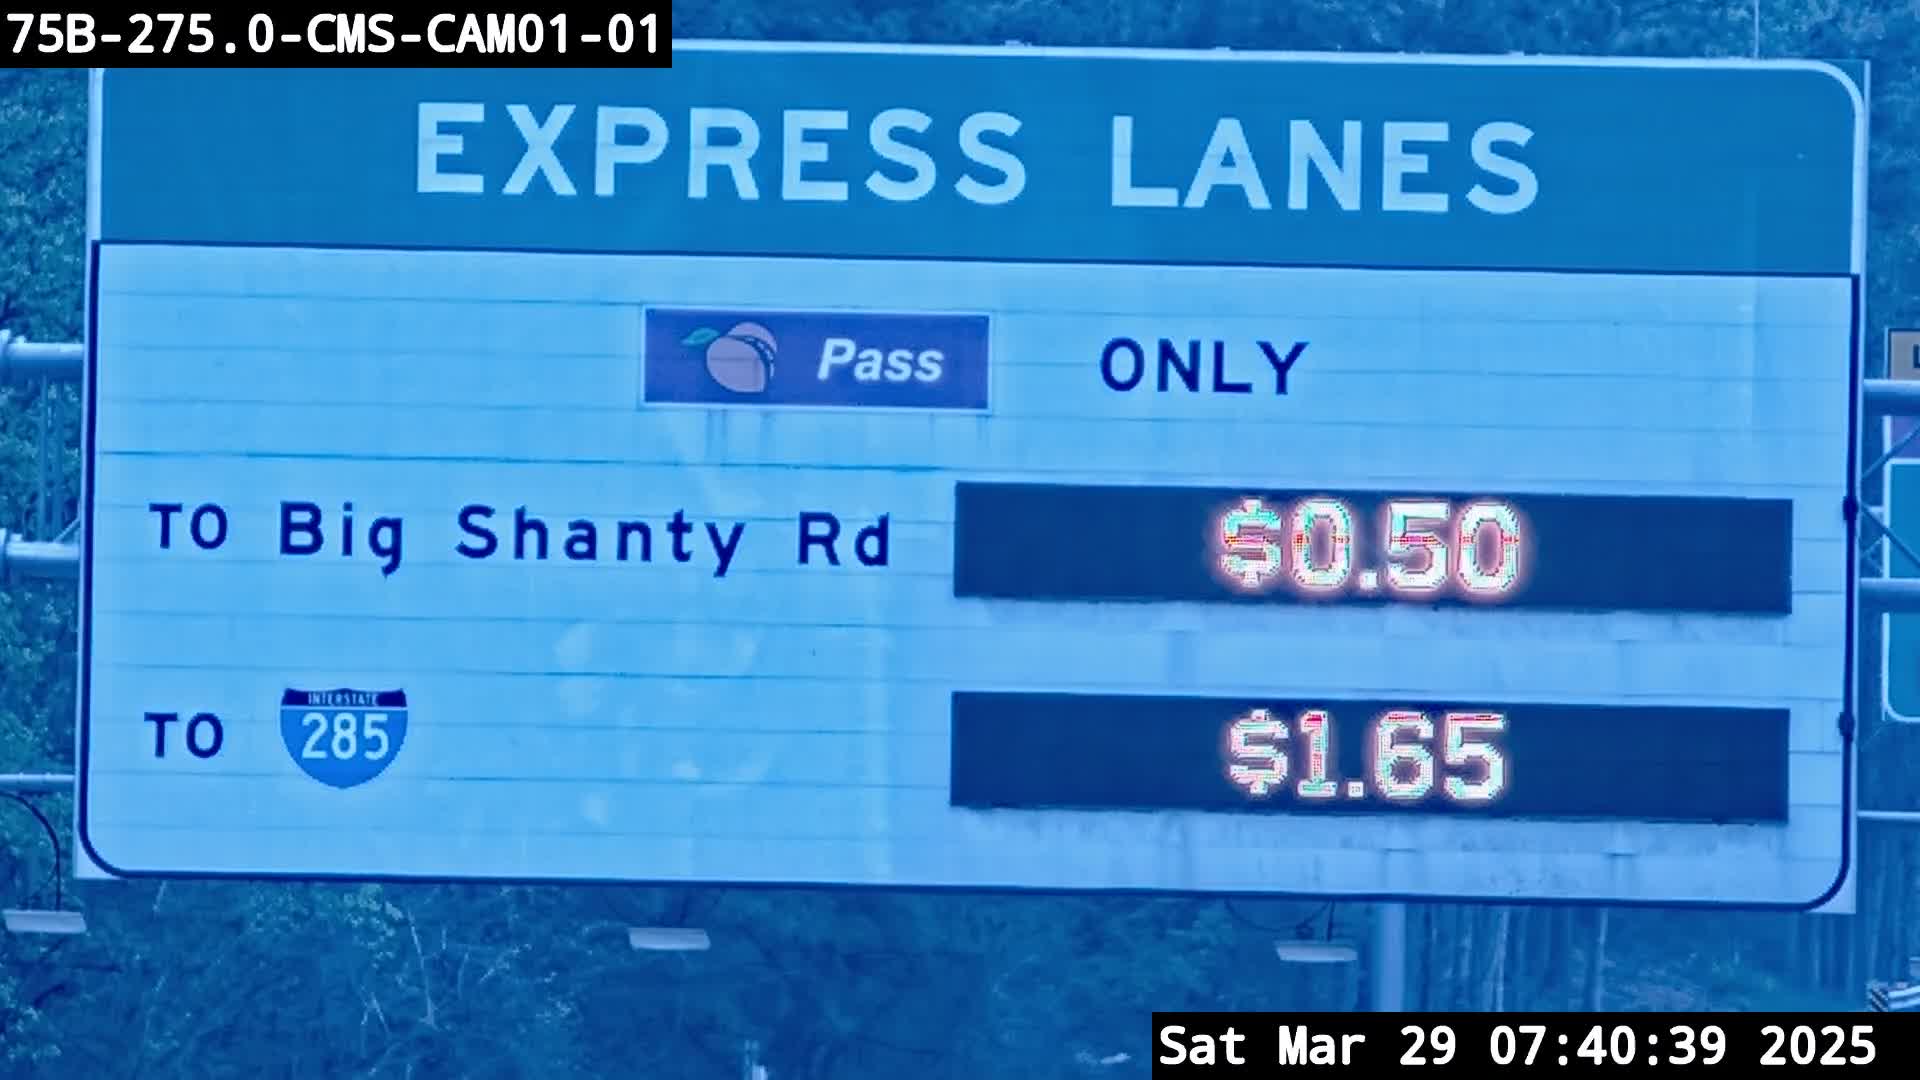 75B-275.0-CMS-CAM01-01
EXPRESS LANES
Pass ONLY
TO Big Shanty Rd $0.50
TO INTERSTATE 285 $1.65
Sat Mar 29 07:40:39 2025